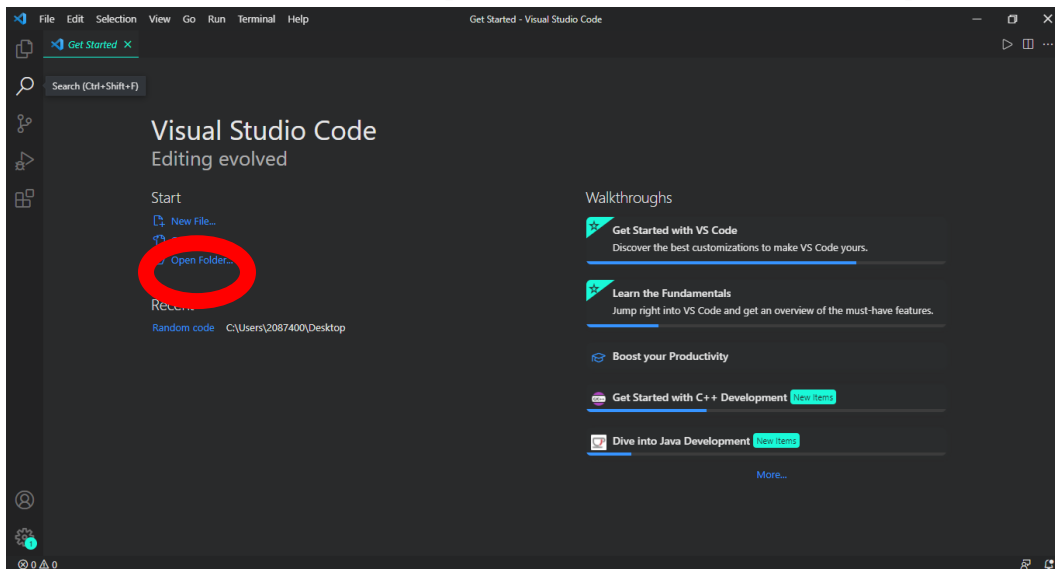 File Edit Selection View Go Run Terminal Help Get Started - Visual Studio Code
Get Started
Search (Ctrl+Shift+F)
Visual Studio Code
Editing evolved
Start
New File...
Open Folder...
Recent
Random code C:\Users\2087400\Desktop
Walkthroughs
Get Started with VS Code
Discover the best customizations to make VS Code yours.
Learn the Fundamentals
Jump right into VS Code and get an overview of the must-have features.
Boost your Productivity
Get Started with C++ Development New Items
Dive into Java Development New Items
More...
1
0 0